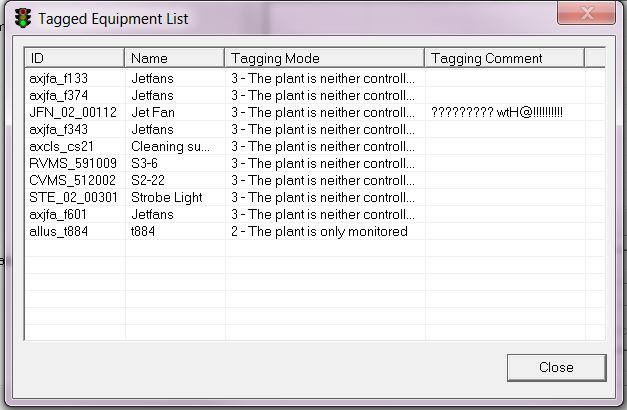 Tagged Equipment List
ID Name Tagging Mode Tagging Comment
axjfa_f133 Jetfans 3 - The plant is neither controll...
axjfa_f374 Jetfans 3 - The plant is neither controll...
JFN_02_00112 Jet Fan 3 - The plant is neither controll... ????????? wtH@!!!!!!!!!!
axjfa_f343 Jetfans 3 - The plant is neither controll...
axcls_cs21 Cleaning su... 3 - The plant is neither controll...
RVMS_591009 S3-6 3 - The plant is neither controll...
CVMS_512002 S2-22 3 - The plant is neither controll...
STE_02_00301 Strobe Light 3 - The plant is neither controll...
axjfa_f601 Jetfans 3 - The plant is neither controll...
allus_t884 t884 2 - The plant is only monitored
Close